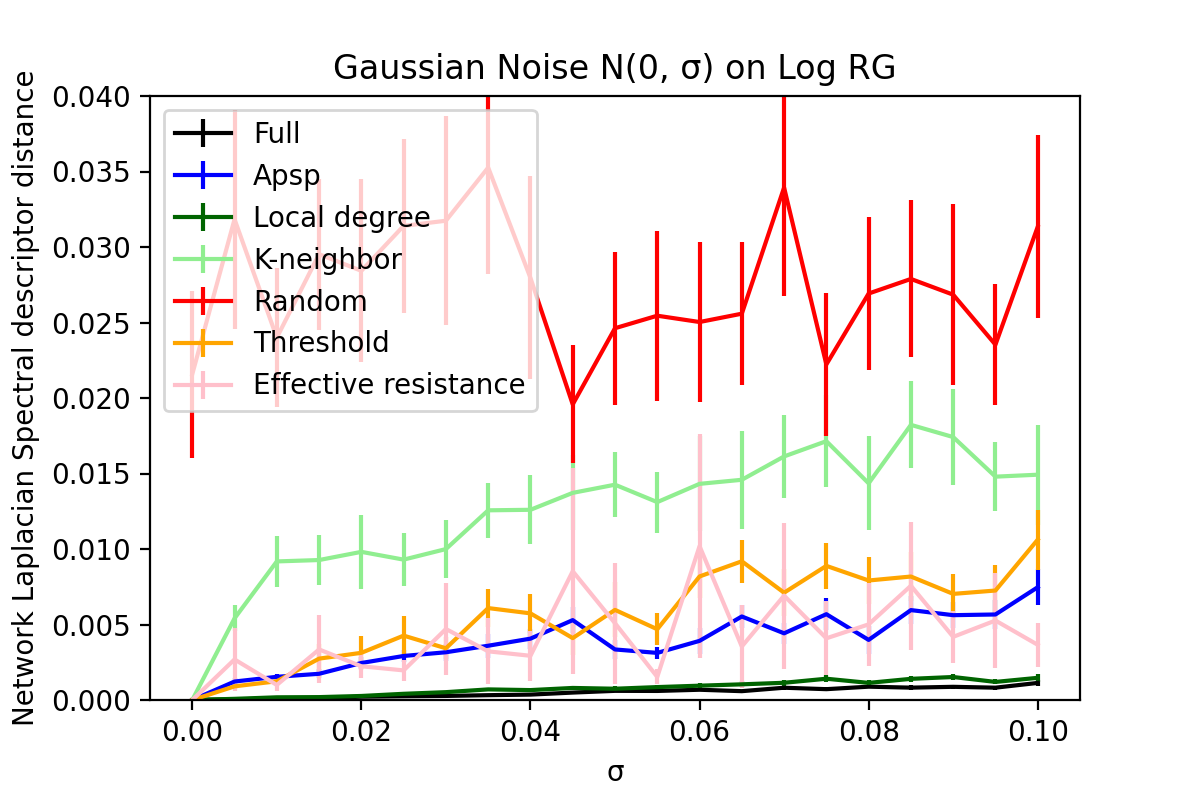 Gaussian Noise N(0, σ) on Log RG
Network Laplacian Spectral descriptor distance
0.040
0.035
0.030
0.025
0.020
0.015
0.010
0.005
0.000
Full
Apsp
Local degree
K-neighbor
Random
Threshold
Effective resistance
0.00 0.02 0.04 0.06 0.08 0.10
σ